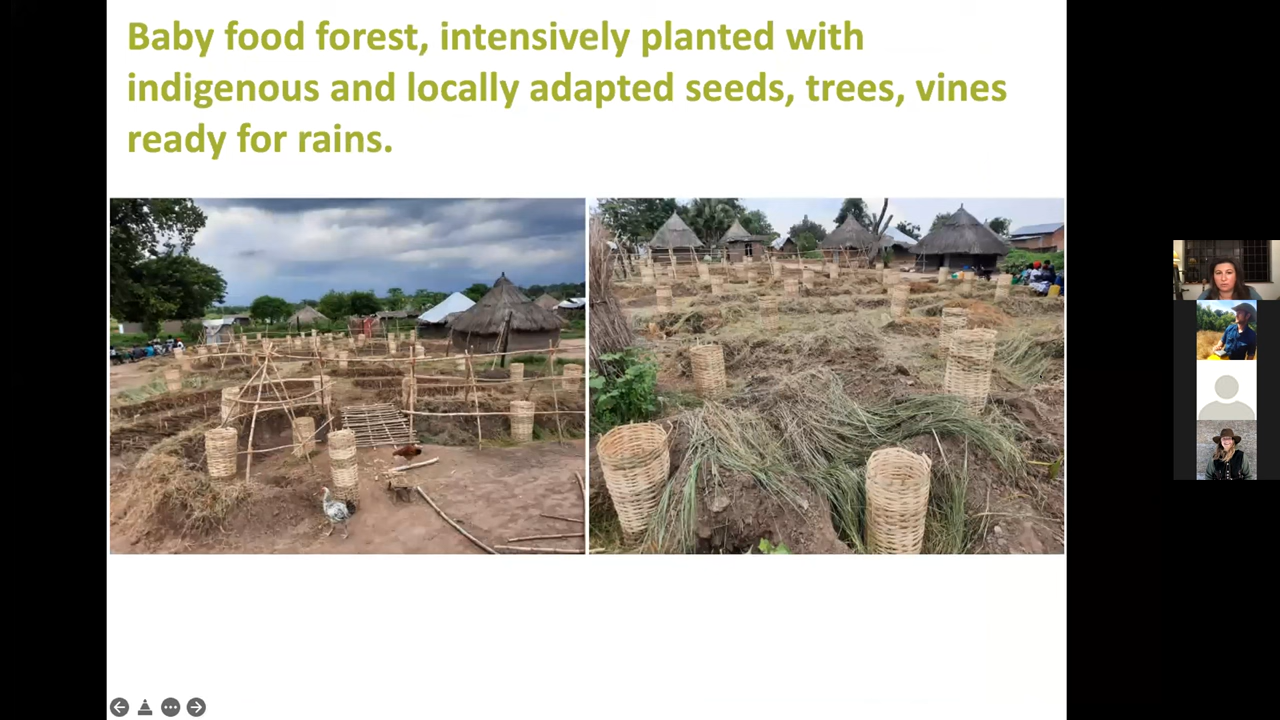 Baby food forest, intensively planted with
indigenous and locally adapted seeds, trees, vines
ready for rains.